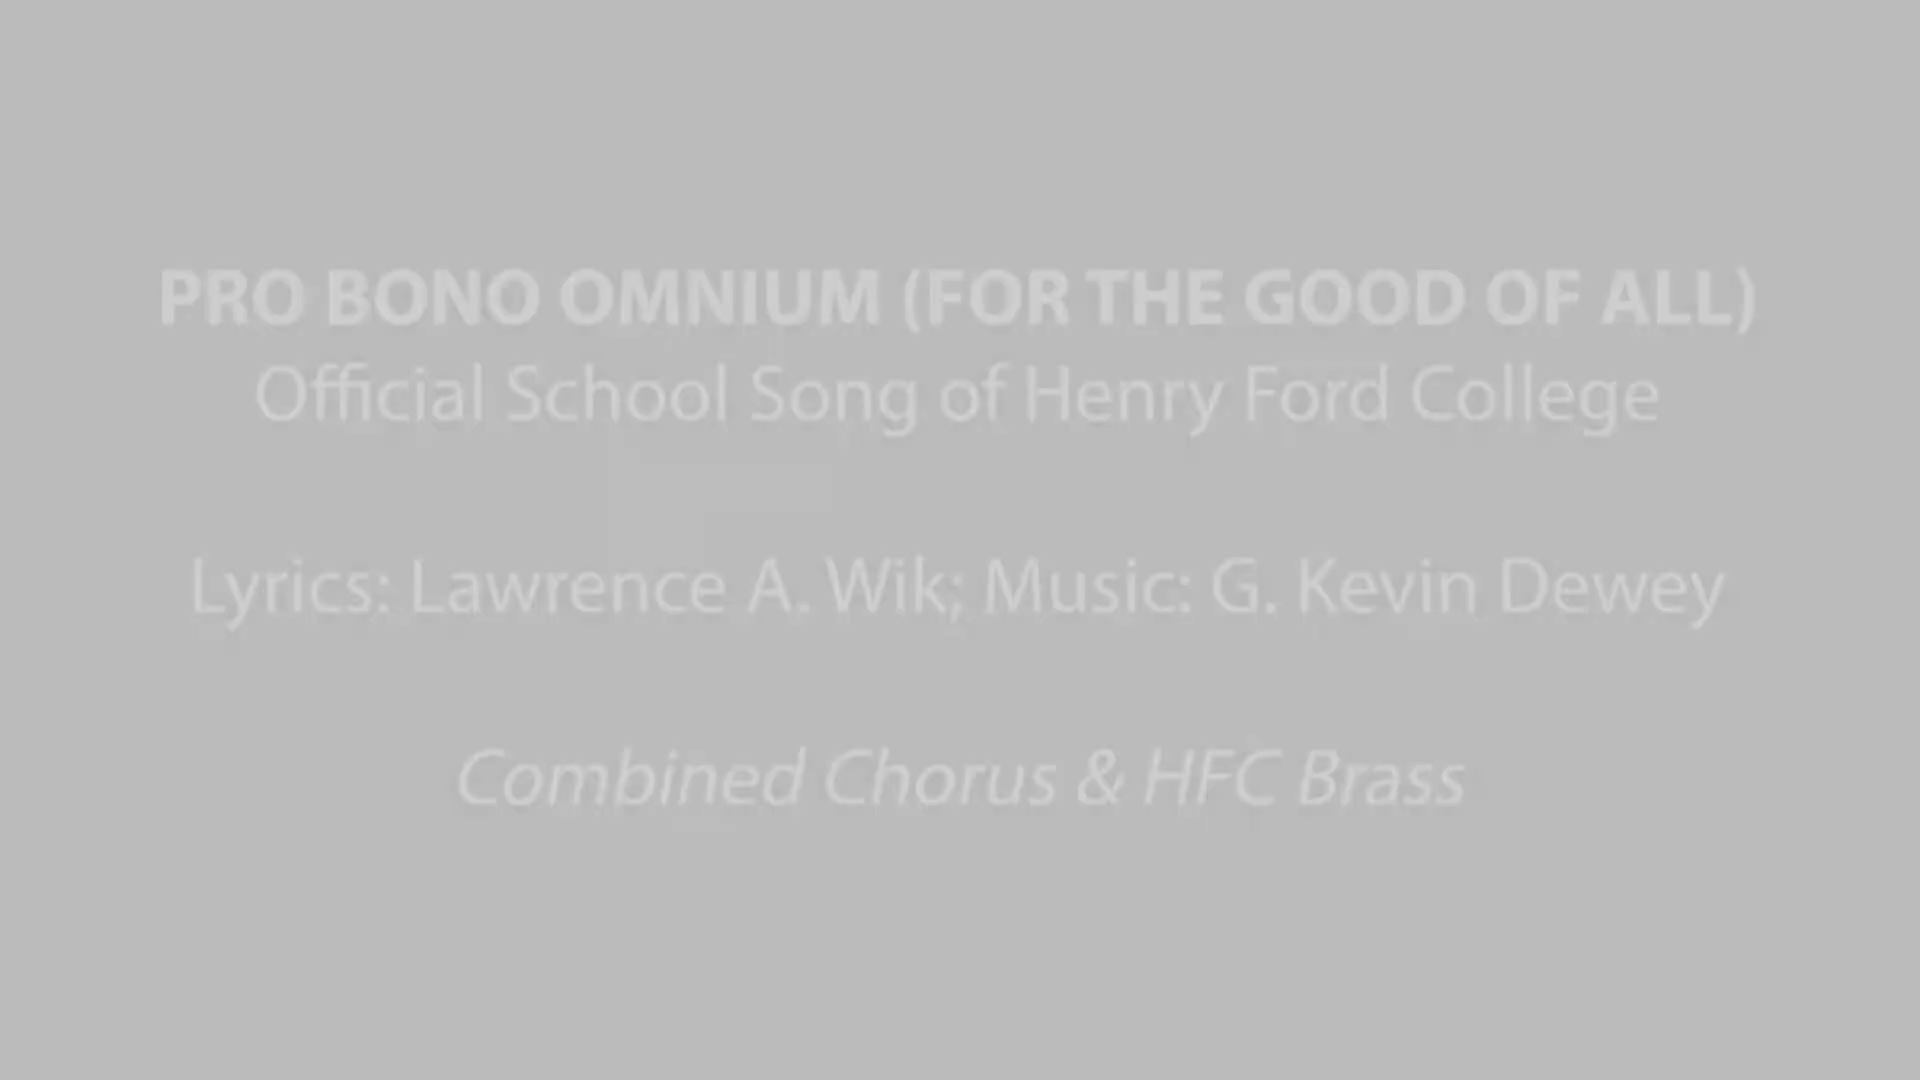 PRO BONO OMNIUM (FOR THE GOOD OF ALL)
Official School Song of Henry Ford College
Lyrics: Lawrence A. Wik; Music: G. Kevin Dewey
Combined Chorus & HFC Brass